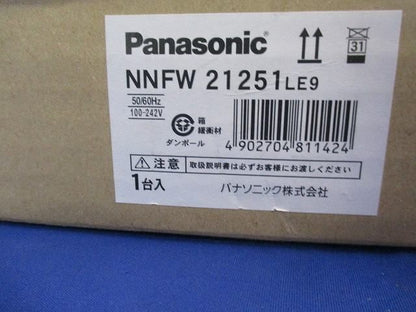 Panasonic
31
NNFW 21251LE9
50/60Hz
100-242V
箱
緩衝材
ダンボール
4 902704 811424
注意
取扱説明書は必ずお客様にお渡しください
1台入
パナソニック株式会社